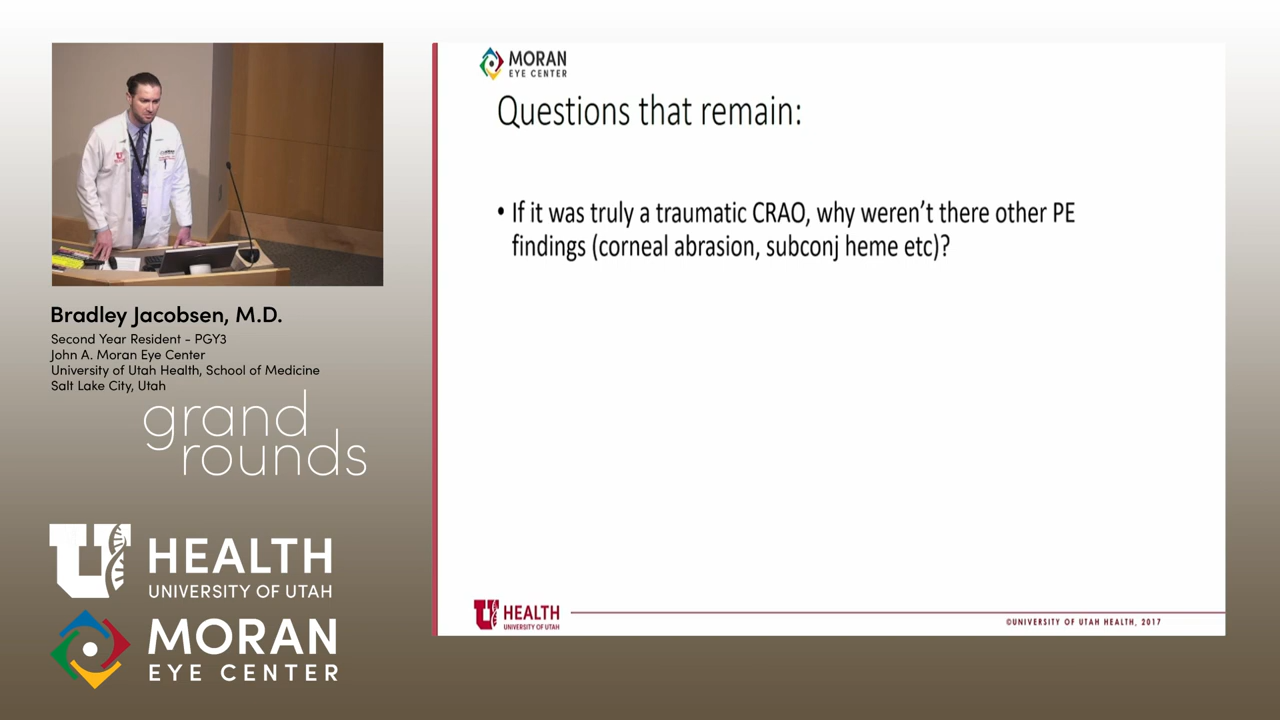 Bradley Jacobsen, M.D.
Second Year Resident - PGY3
John A. Moran Eye Center
University of Utah Health, School of Medicine
Salt Lake City, Utah
grand
rounds
U HEALTH
UNIVERSITY OF UTAH
MORAN
EYE CENTER
MORAN
EYE CENTER
Questions that remain:
• If it was truly a traumatic CRAO, why weren’t there other PE
findings (corneal abrasion, subconj heme etc)?
U HEALTH
UNIVERSITY OF UTAH
©UNIVERSITY OF UTAH HEALTH, 2017